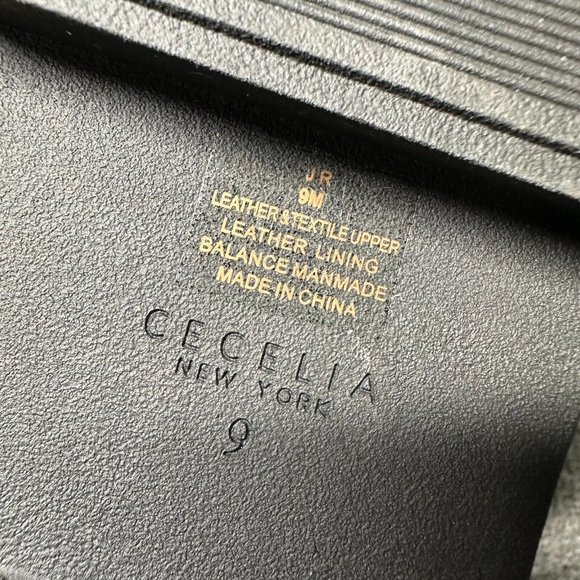 JR
9M
LEATHER&TEXTILE UPPER
LEATHER LINING
BALANCE MANMADE
MADE IN CHINA
CECELIA
NEW YORK
9